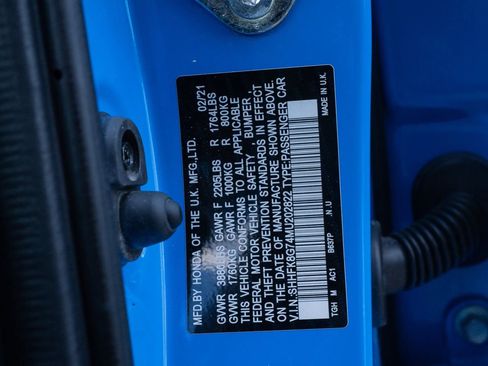 MFD.BY HONDA OF THE U.K. MFG.,LTD. 02/21
GVWR 3880LBS GAWR F 2205LBS R 1764LBS
GVWR 1760KG GAWR F 1000KG R 800KG
THIS VEHICLE CONFORMS TO ALL APPLICABLE
FEDERAL MOTOR VEHICLE SAFETY , BUMPER ,
AND THEFT PREVENTION STANDARDS IN EFFECT
ON THE DATE OF MANUFACTURE SHOWN ABOVE.
V.I.N.SHHFK8G74MU202822 TYPE:PASSENGER CAR
MADE IN U.K.
TGH M AC1 B637P .N.U